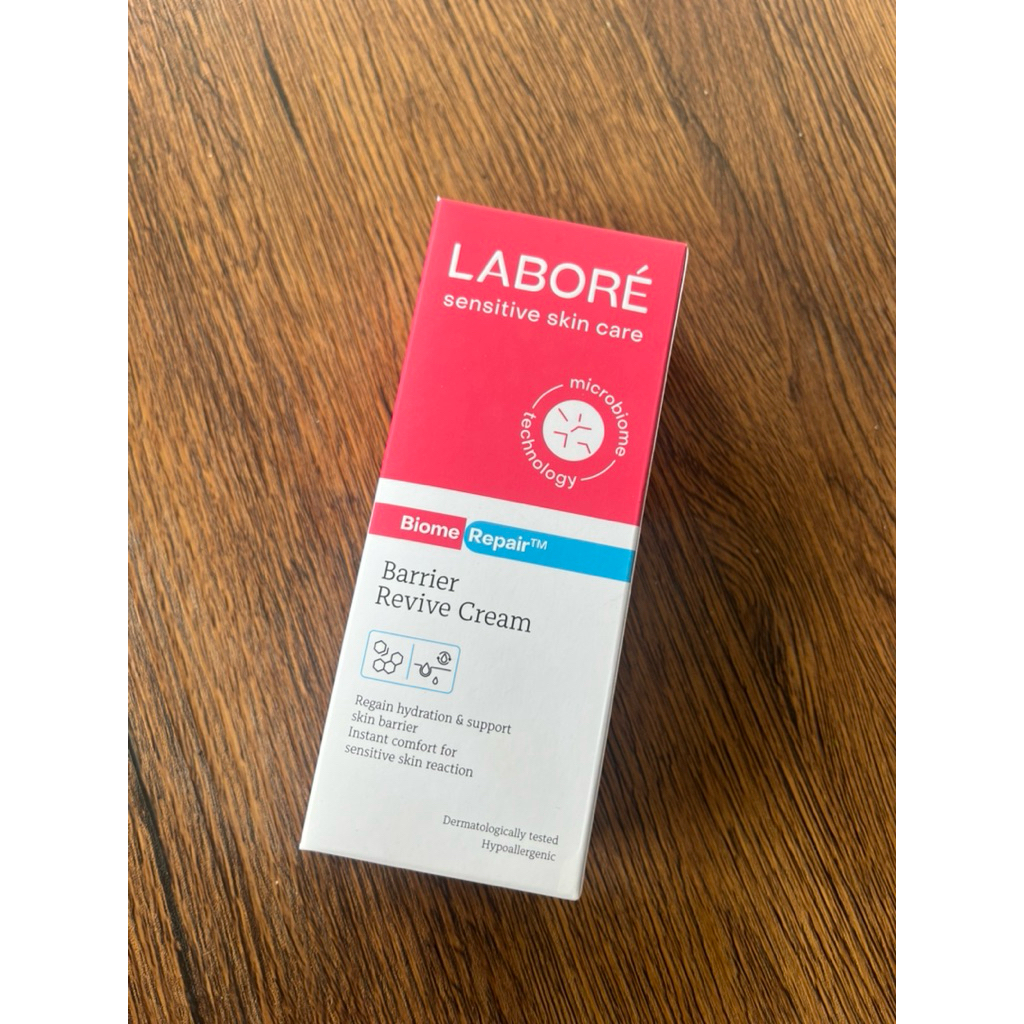 LABORÉ
sensitive skin care
microbiome
technology
Biome Repair™
Barrier
Revive Cream
Regain hydration & support
skin barrier
Instant comfort for
sensitive skin reaction
Dermatologically tested
Hypoallergenic